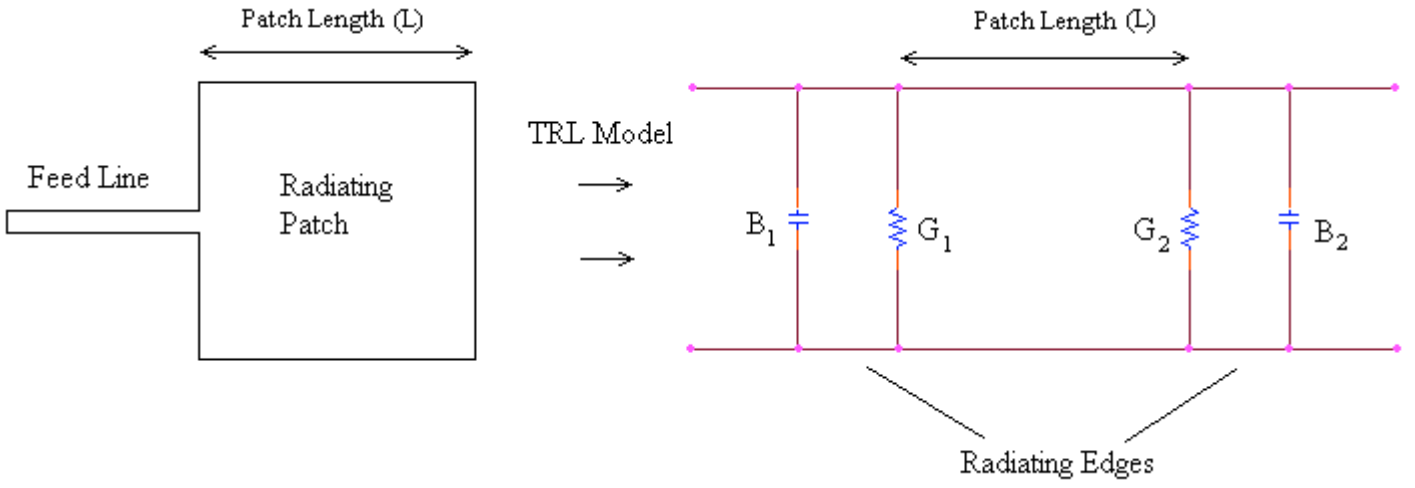 Patch Length (L)
Patch Length (L)
TRL Model
Feed Line
Radiating
Patch
B1
G1
G2
B2
Radiating Edges